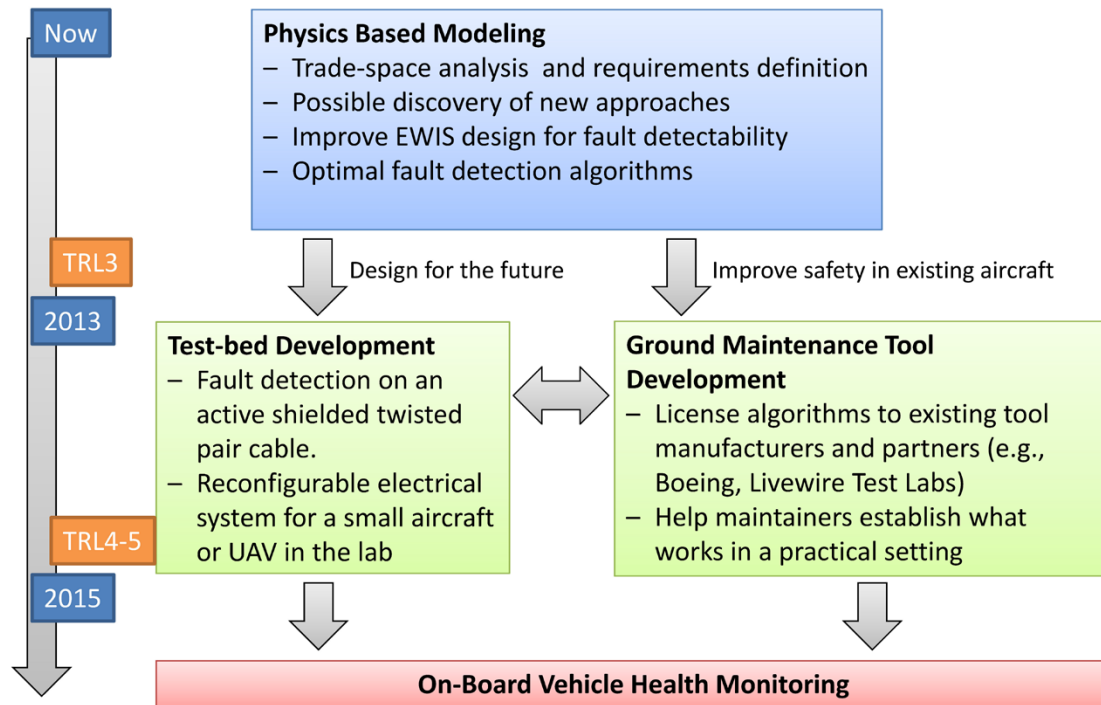 Now
Physics Based Modeling
– Trade-space analysis and requirements definition
– Possible discovery of new approaches
– Improve EWIS design for fault detectability
– Optimal fault detection algorithms
TRL3
Design for the future
Improve safety in existing aircraft
2013
Test-bed Development
– Fault detection on an
active shielded twisted
pair cable.
– Reconfigurable electrical
system for a small aircraft
or UAV in the lab
Ground Maintenance Tool
Development
– License algorithms to existing tool
manufacturers and partners (e.g.,
Boeing, Livewire Test Labs)
– Help maintainers establish what
works in a practical setting
TRL4-5
2015
On-Board Vehicle Health Monitoring